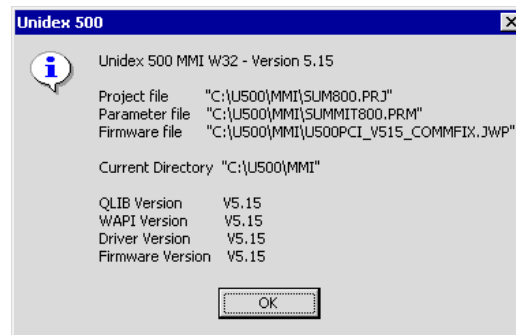 Unidex 500
Unidex 500 MMI W32 - Version 5.15
Project file "C:\U500\MMI\SUM800.PRJ"
Parameter file "C:\U500\MMI\SUMMIT800.PRM"
Firmware file "C:\U500\MMI\U500PCI_V515_COMMFIX.JWP"
Current Directory "C:\U500\MMI"
QLIB Version V5.15
WAPI Version V5.15
Driver Version V5.15
Firmware Version V5.15
OK